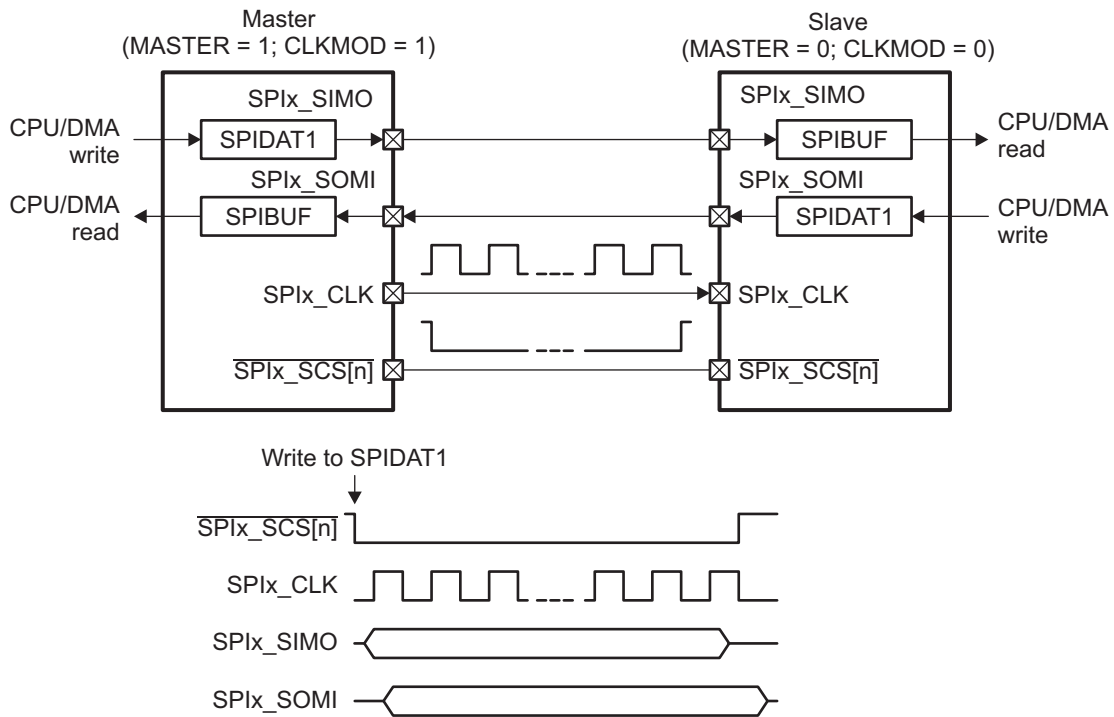 Master
(MASTER = 1; CLKMOD = 1)
Slave
(MASTER = 0; CLKMOD = 0)
SPIx_SIMO
SPIx_SIMO
CPU/DMA
write
SPIDAT1
SPIBUF
CPU/DMA
read
SPIx_SOMI
SPIx_SOMI
CPU/DMA
read
SPIBUF
SPIDAT1
CPU/DMA
write
SPIx_CLK
SPIx_CLK
SPIx_SCS[n]
SPIx_SCS[n]
Write to SPIDAT1
SPIx_SCS[n]
SPIx_CLK
SPIx_SIMO
SPIx_SOMI